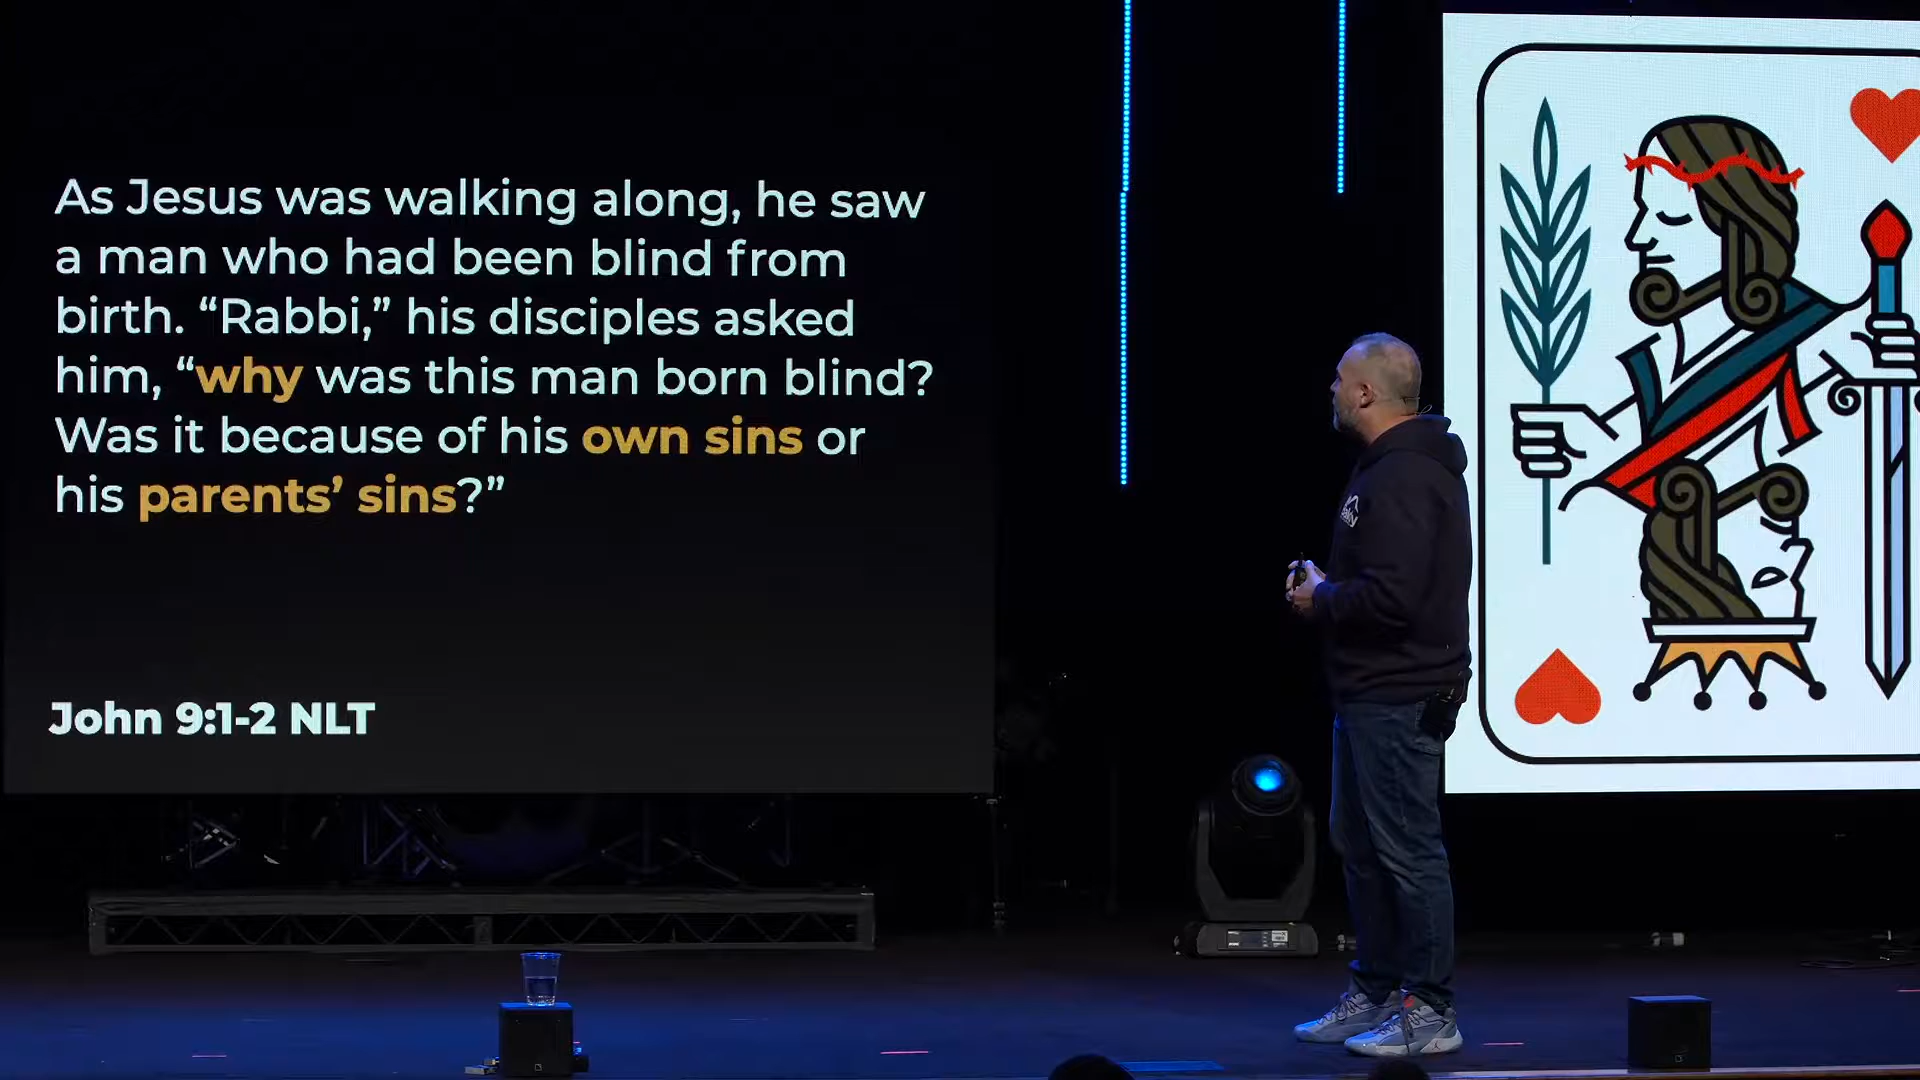 As Jesus was walking along, he saw
a man who had been blind from
birth. “Rabbi,” his disciples asked
him, “why was this man born blind?
Was it because of his own sins or
his parents’ sins?”
John 9:1-2 NLT